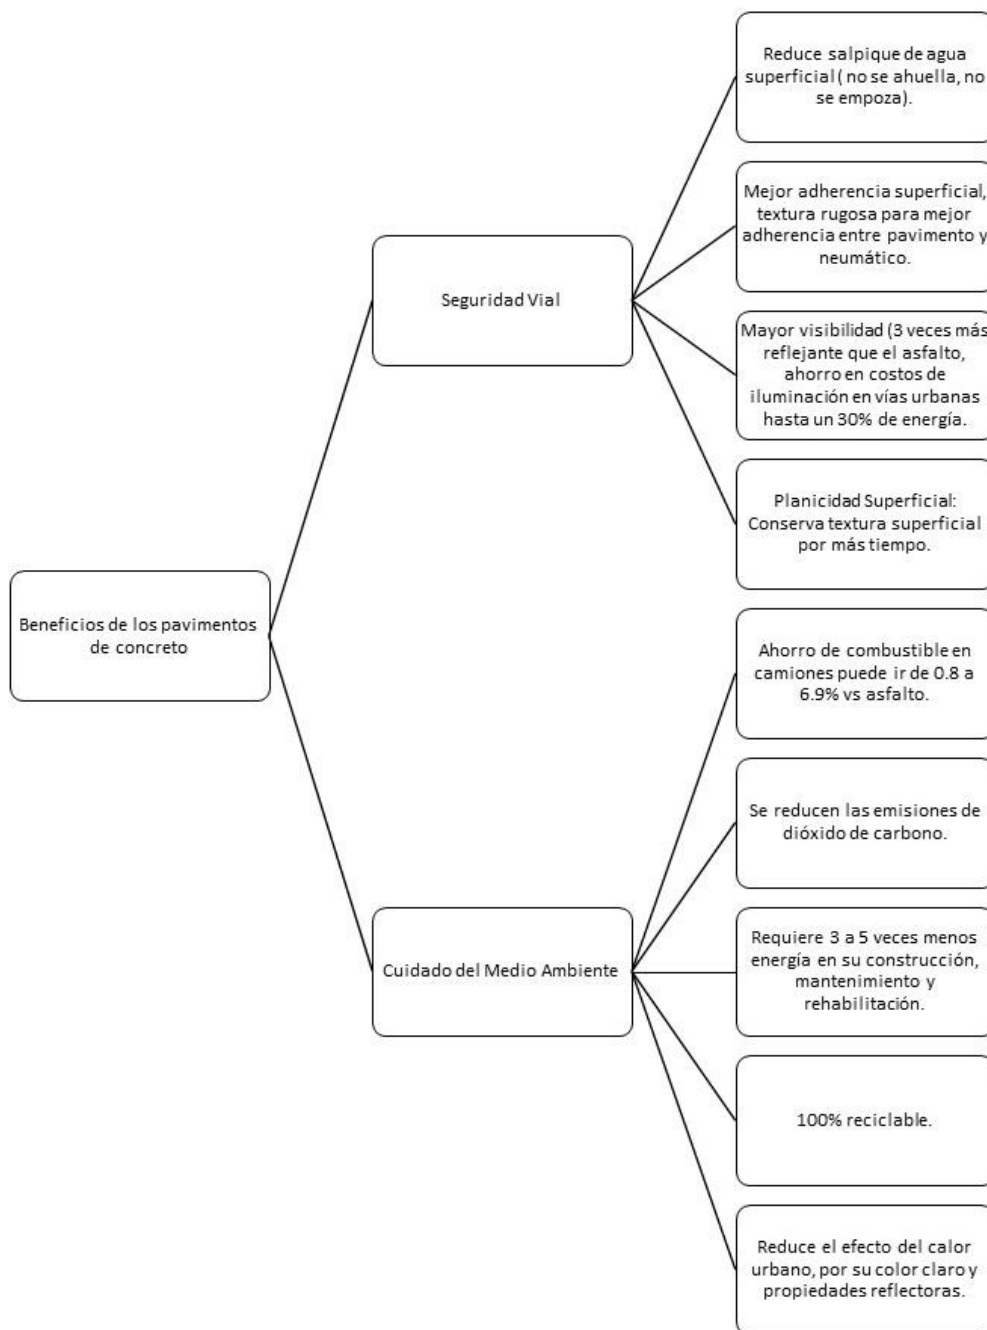 Reduce salpique de agua
superficial( no se ahuella, no
se empoza).
Mejor adherencia superficial,
textura rugosa para mejor
adherencia entre pavimento y
neumático.
Seguridad Vial
Mayor visibilidad (3 veces más
reflejante que el asfalto,
ahorro en costos de
iluminación en vías urbanas
hasta un 30% de energía.
Planicidad Superficial:
Conserva textura superficial
por más tiempo.
Beneficios de los pavimentos
de concreto
Ahorro de combustible en
camiones puede ir de 0.8 a
6.9% vs asfalto.
Se reducen las emisiones de
dióxido de carbono.
Cuidado del Medio Ambiente
Requiere 3 a 5 veces menos
energía en su construcción,
mantenimiento y
rehabilitación.
100% reciclable.
Reduce el efecto del calor
urbano, por su color claro y
propiedades reflectoras.